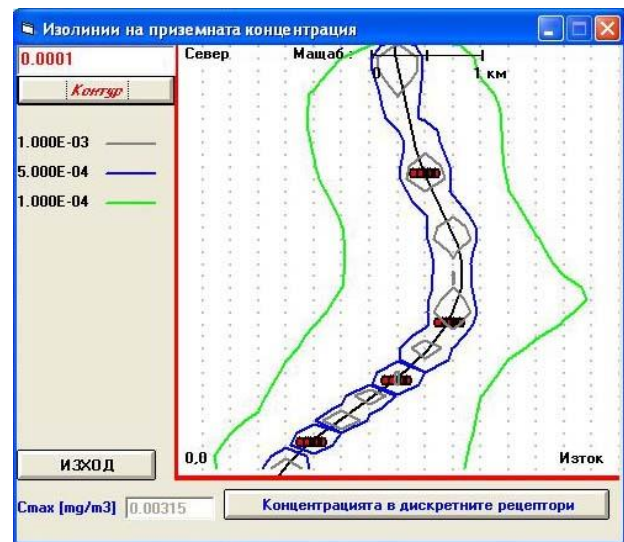 Изолинии на приземната концентрация
0.0001
Контур
1.000E-03
5.000E-04
1.000E-04
Север
Мащаб:
0
1 км
0,0
Изток
ИЗХОД
Cmax [mg/m3]
0.00315
Концентрацията в дискретните рецептори